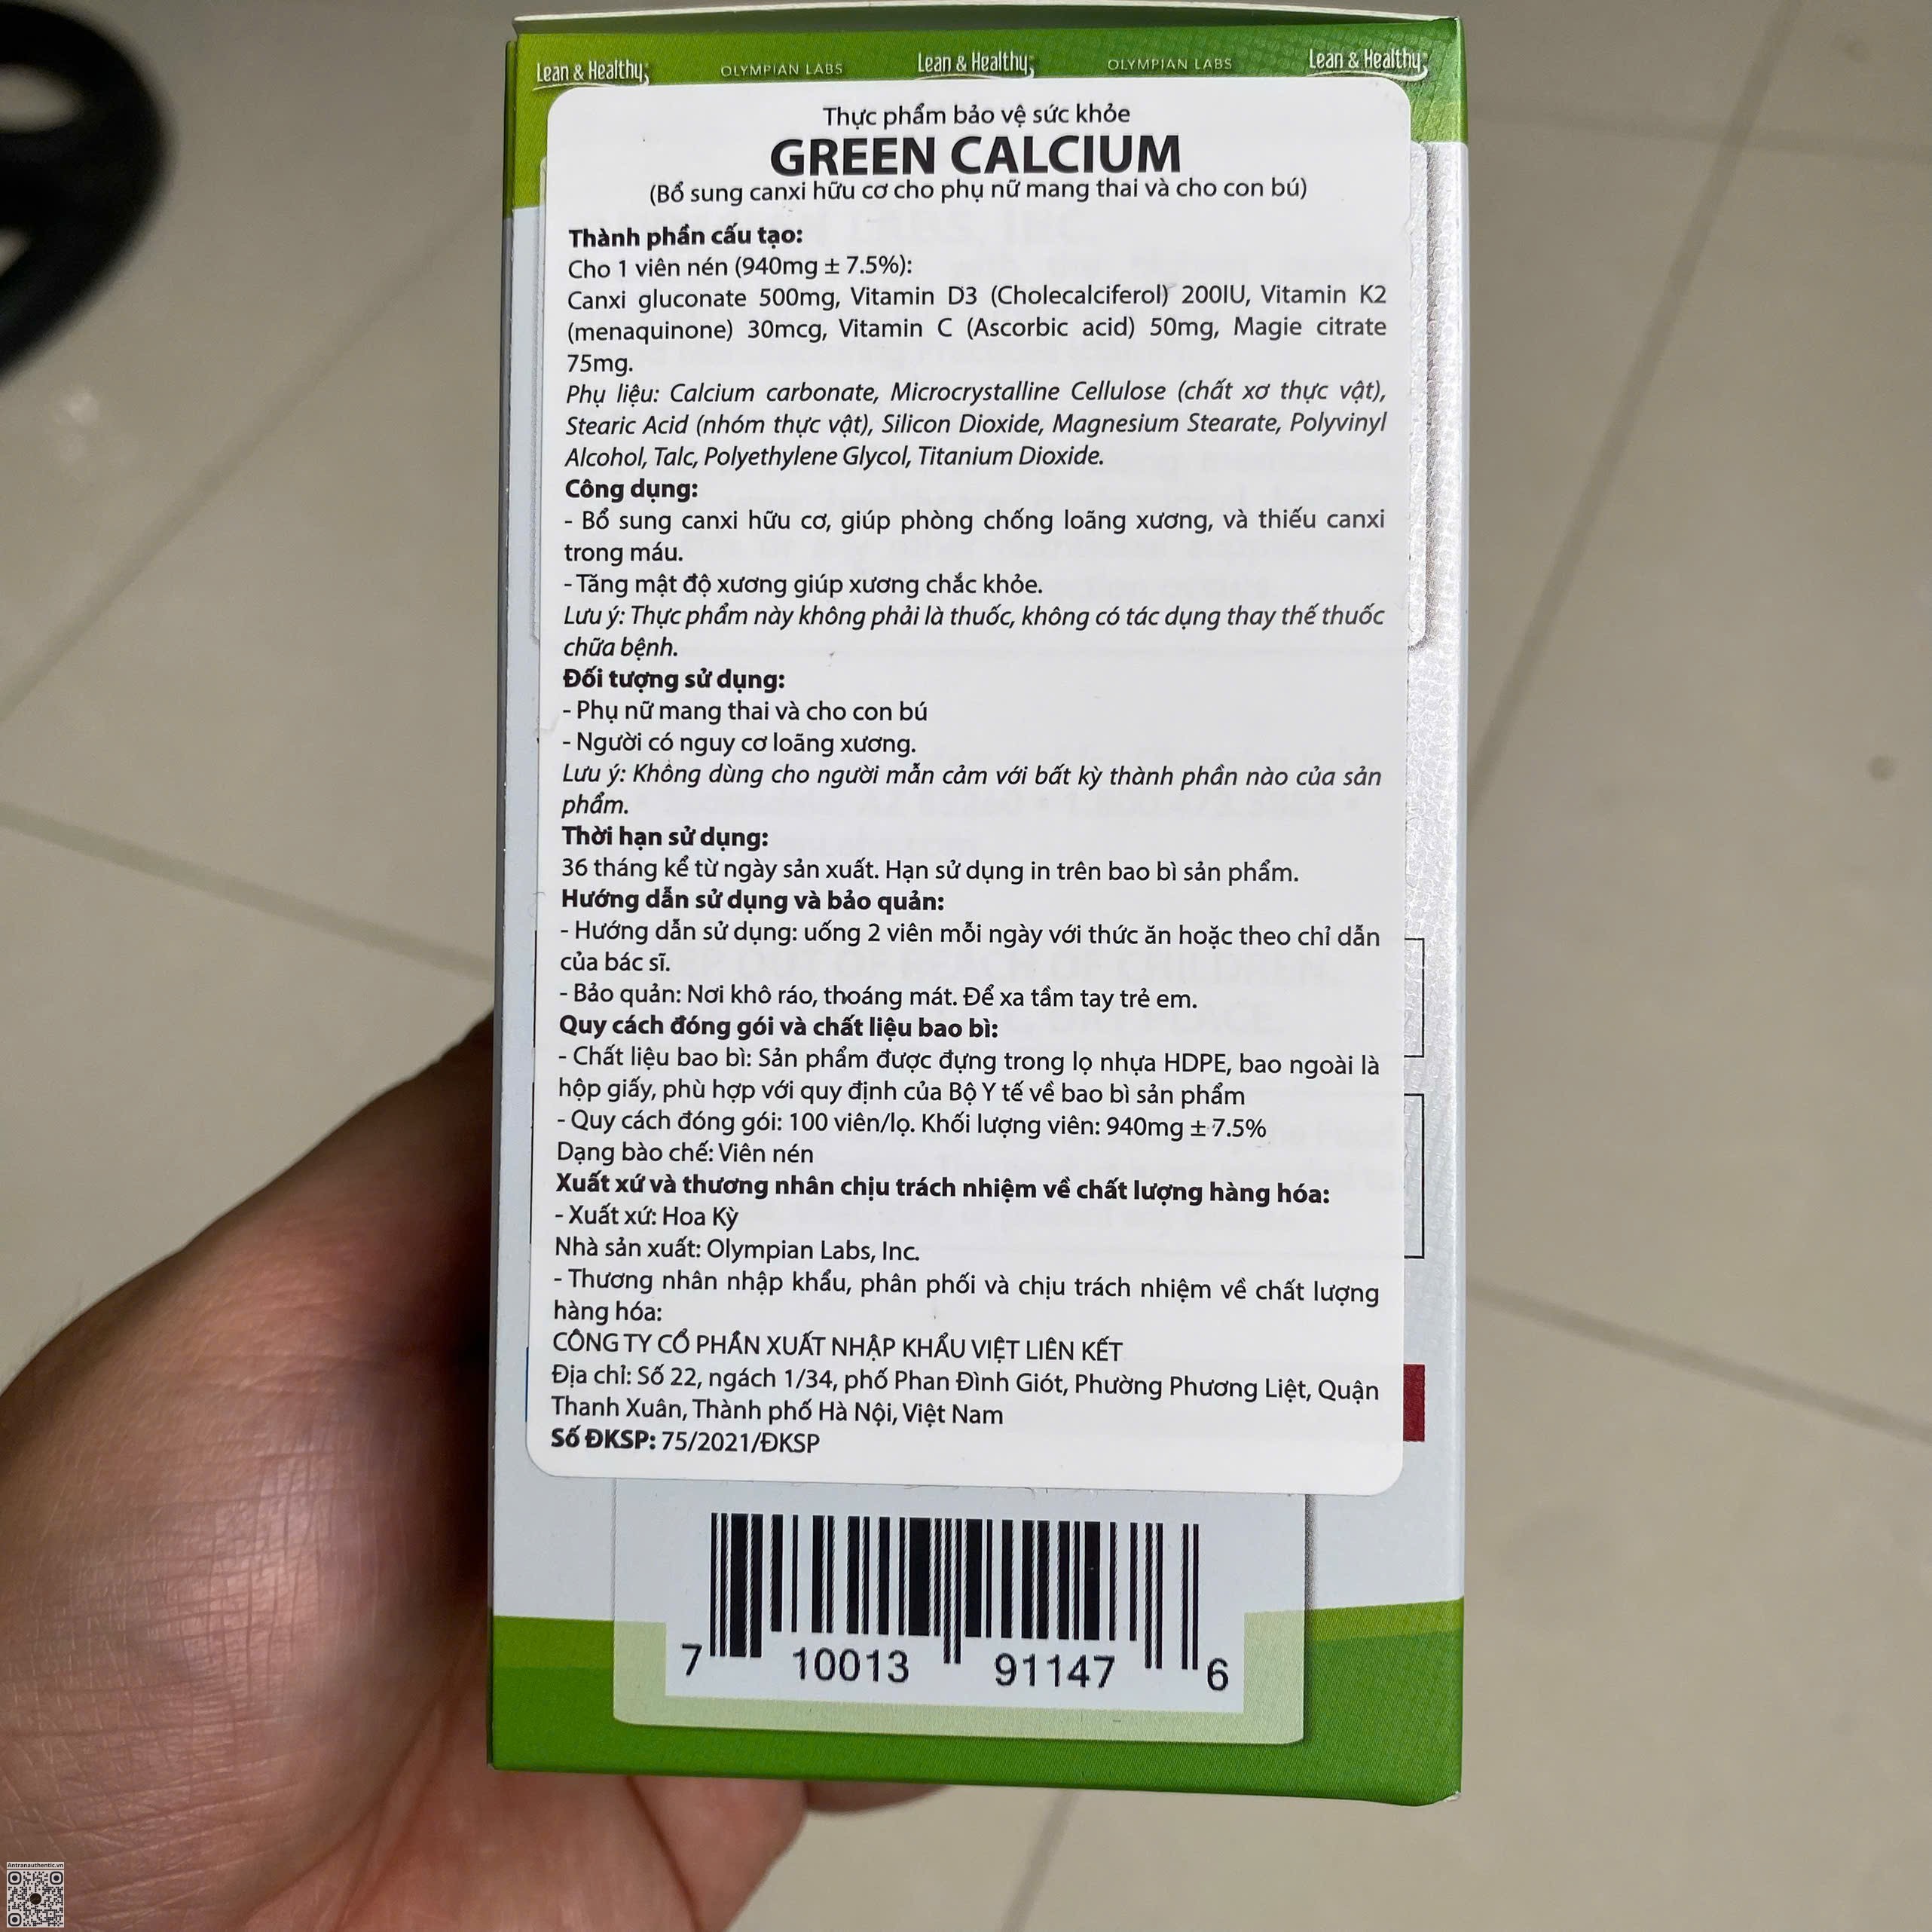 Lean & Healthy OLYMPIAN LABS Lean & Healthy OLYMPIAN LABS Lean & Healthy
Thực phẩm bảo vệ sức khỏe
GREEN CALCIUM
(Bổ sung canxi hữu cơ cho phụ nữ mang thai và cho con bú)
Thành phần cấu tạo:
Cho 1 viên nén (940mg ± 7.5%):
Canxi gluconate 500mg, Vitamin D3 (Cholecalciferol) 200IU, Vitamin K2
(menaquinone) 30mcg, Vitamin C (Ascorbic acid) 50mg, Magie citrate
75mg.
Phụ liệu: Calcium carbonate, Microcrystalline Cellulose (chất xơ thực vật),
Stearic Acid (nhóm thực vật), Silicon Dioxide, Magnesium Stearate, Polyvinyl
Alcohol, Talc, Polyethylene Glycol, Titanium Dioxide.
Công dụng:
- Bổ sung canxi hữu cơ, giúp phòng chống loãng xương, và thiếu canxi
trong máu.
- Tăng mật độ xương giúp xương chắc khỏe.
Lưu ý: Thực phẩm này không phải là thuốc, không có tác dụng thay thế thuốc
chữa bệnh.
Đối tượng sử dụng:
- Phụ nữ mang thai và cho con bú
- Người có nguy cơ loãng xương.
Lưu ý: Không dùng cho người mẫn cảm với bất kỳ thành phần nào của sản
phẩm.
Thời hạn sử dụng:
36 tháng kể từ ngày sản xuất. Hạn sử dụng in trên bao bì sản phẩm.
Hướng dẫn sử dụng và bảo quản:
- Hướng dẫn sử dụng: uống 2 viên mỗi ngày với thức ăn hoặc theo chỉ dẫn
của bác sĩ.
- Bảo quản: Nơi khô ráo, thoáng mát. Để xa tầm tay trẻ em.
Quy cách đóng gói và chất liệu bao bì:
- Chất liệu bao bì: Sản phẩm được đựng trong lọ nhựa HDPE, bao ngoài là
hộp giấy, phù hợp với quy định của Bộ Y tế về bao bì sản phẩm
- Quy cách đóng gói: 100 viên/lọ. Khối lượng viên: 940mg ± 7.5%
Dạng bào chế: Viên nén
Xuất xứ và thương nhân chịu trách nhiệm về chất lượng hàng hóa:
- Xuất xứ: Hoa Kỳ
Nhà sản xuất: Olympian Labs, Inc.
- Thương nhân nhập khẩu, phân phối và chịu trách nhiệm về chất lượng
hàng hóa:
CÔNG TY CỔ PHẦN XUẤT NHẬP KHẨU VIỆT LIÊN KẾT
Địa chỉ: Số 22, ngách 1/34, phố Phan Đình Giót, Phường Phương Liệt, Quận
Thanh Xuân, Thành phố Hà Nội, Việt Nam
Số ĐKSP: 75/2021/ĐKSP
7 10013 91147 6
Antranauthentic.vn